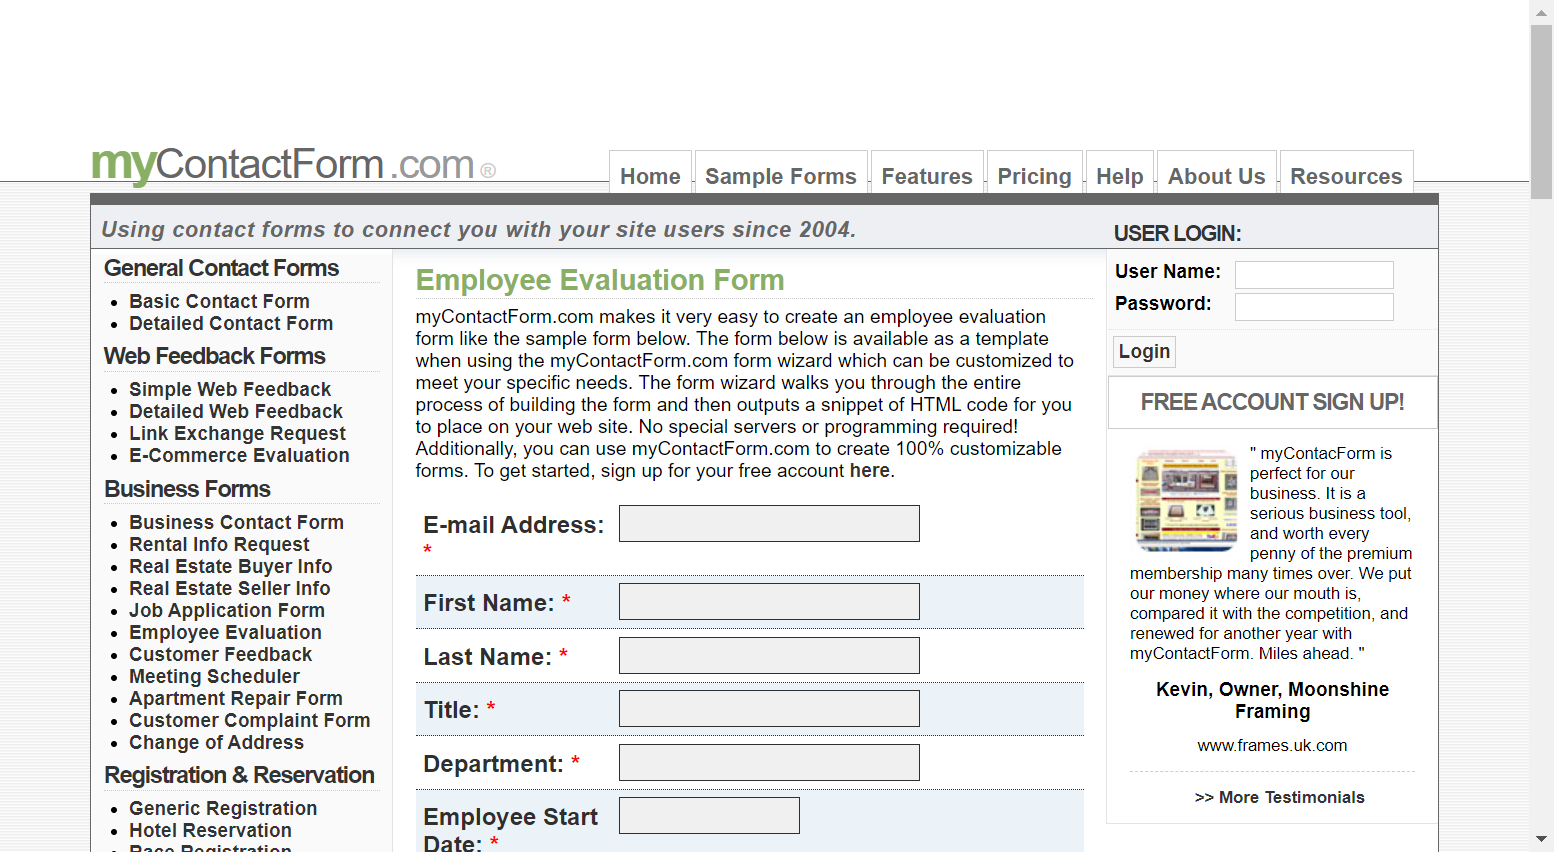 myContactForm.com ®
Home
Sample Forms
Features
Pricing
Help
About Us
Resources
Using contact forms to connect you with your site users since 2004.
USER LOGIN:
General Contact Forms
Basic Contact Form
Detailed Contact Form
Web Feedback Forms
Simple Web Feedback
Detailed Web Feedback
Link Exchange Request
E-Commerce Evaluation
Business Forms
Business Contact Form
Rental Info Request
Real Estate Buyer Info
Real Estate Seller Info
Job Application Form
Employee Evaluation
Customer Feedback
Meeting Scheduler
Apartment Repair Form
Customer Complaint Form
Change of Address
Registration & Reservation
Generic Registration
Hotel Reservation
Race Registration
Employee Evaluation Form
myContactForm.com makes it very easy to create an employee evaluation
form like the sample form below. The form below is available as a template
when using the myContactForm.com form wizard which can be customized to
meet your specific needs. The form wizard walks you through the entire
process of building the form and then outputs a snippet of HTML code for you
to place on your web site. No special servers or programming required!
Additionally, you can use myContactForm.com to create 100% customizable
forms. To get started, sign up for your free account here.
E-mail Address:
*
First Name: *
Last Name: *
Title: *
Department: *
Employee Start
Date: *
User Name:
Password:
Login
FREE ACCOUNT SIGN UP!
" myContacForm is
perfect for our
business. It is a
serious business tool,
and worth every
penny of the premium
membership many times over. We put
our money where our mouth is,
compared it with the competition, and
renewed for another year with
myContactForm. Miles ahead. "
Kevin, Owner, Moonshine
Framing
www.frames.uk.com
>> More Testimonials